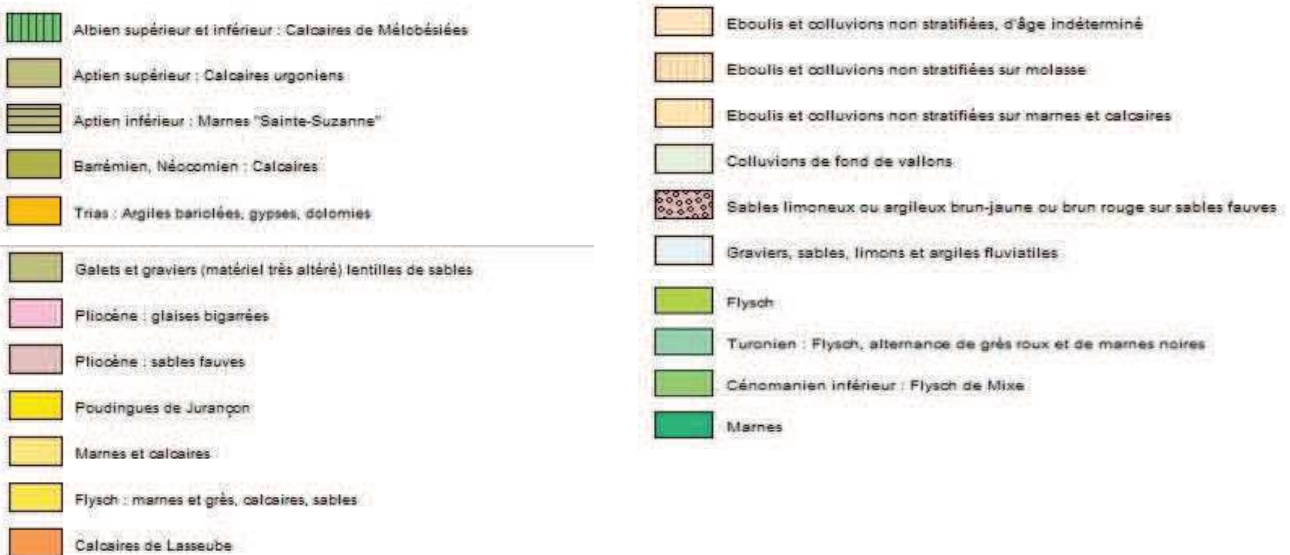 Albien supérieur et inférieur : Calcaires de Mélobésiées
Aptien supérieur : Calcaires urgoniens
Aptien inférieur : Marnes "Sainte-Suzanne"
Barrémien, Néocomien : Calcaires
Trias : Argiles bariolées, gypses, dolomies
Galets et graviers (matériel très altéré) lentilles de sables
Pliocène : glaises bigarrées
Pliocène : sables fauves
Poudingues de Jurançon
Marnes et calcaires
Flysch : marnes et grès, calcaires, sables
Calcaires de Lasseube
Eboulis et colluvions non stratifiées, d'âge indéterminé
Eboulis et colluvions non stratifiées sur molasse
Eboulis et colluvions non stratifiées sur marnes et calcaires
Colluvions de fond de vallons
Sables limoneux ou argileux brun-jaune ou brun rouge sur sables fauves
Graviers, sables, limons et argiles fluviatiles
Flysch
Turonien : Flysch, alternance de grès roux et de marnes noires
Cénomanien inférieur : Flysch de Mixe
Marnes